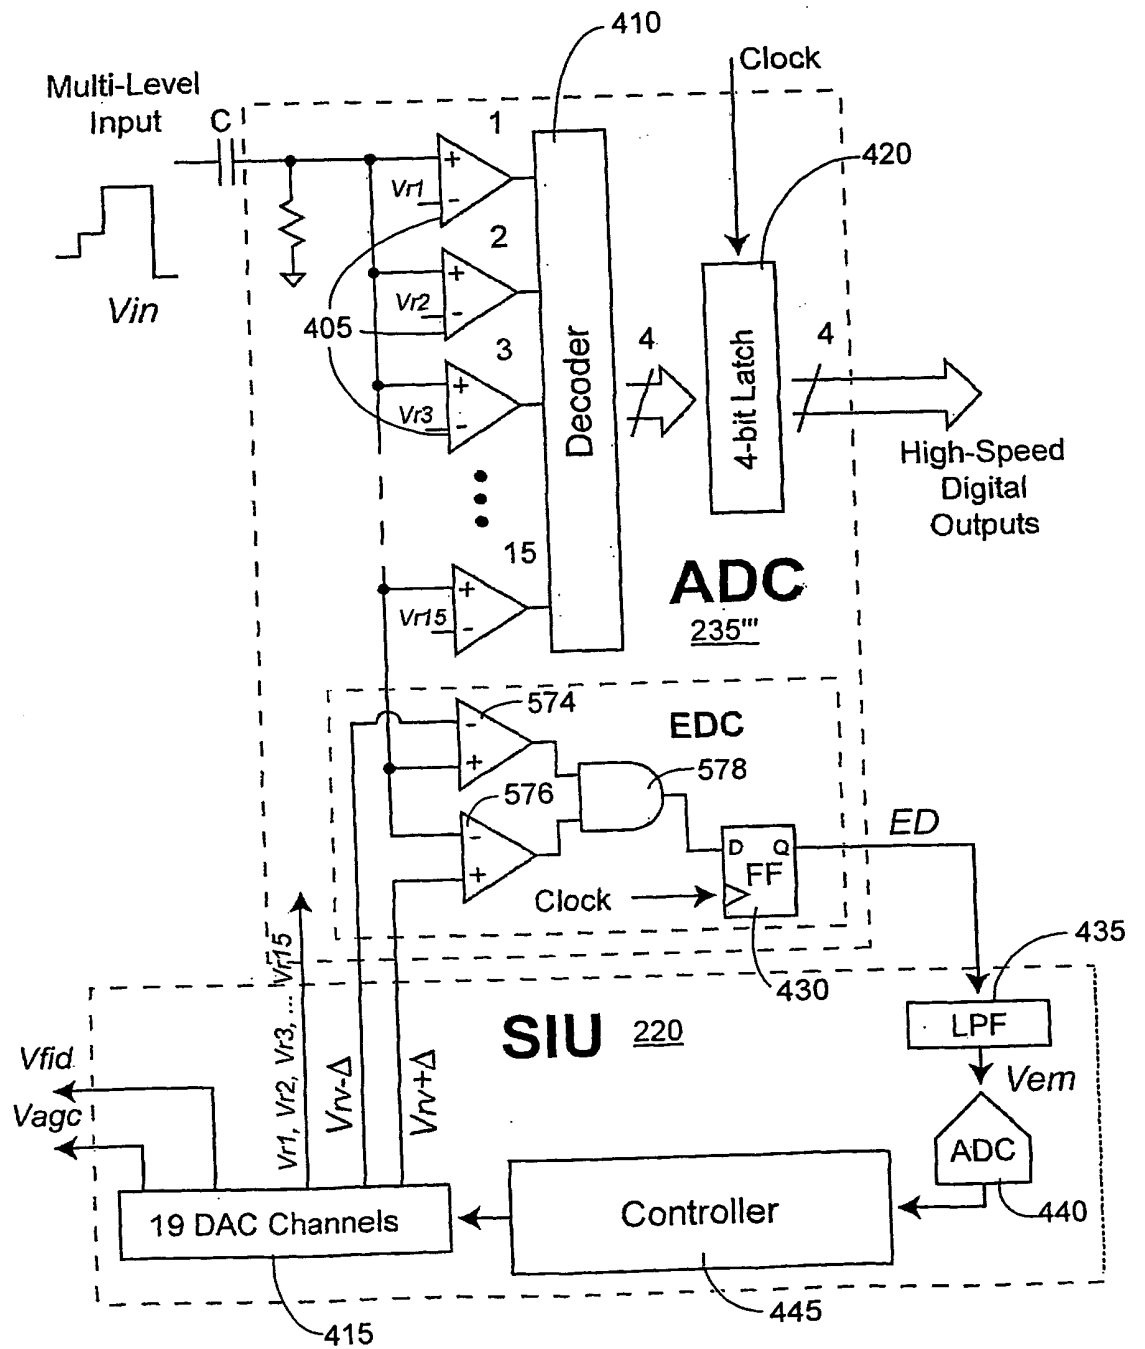 410
Clock
Multi-Level
Input
C
1
420
+
Vr1
-
2
+
Vr2
-
Vin
405
3
4
4
+
Vr3
-
Decoder
4-bit Latch
High-Speed
Digital
Outputs
15
ADC
235'''
+
Vr15
-
574
EDC
-
+
578
576
-
+
ED
D Q
FF
Clock
430
435
Vr1, Vr2, Vr3, ... Vr15
Vrv-Δ
Vrv+Δ
SIU 220
LPF
Vfid
Vem
Vagc
ADC
19 DAC Channels
Controller
440
445
415